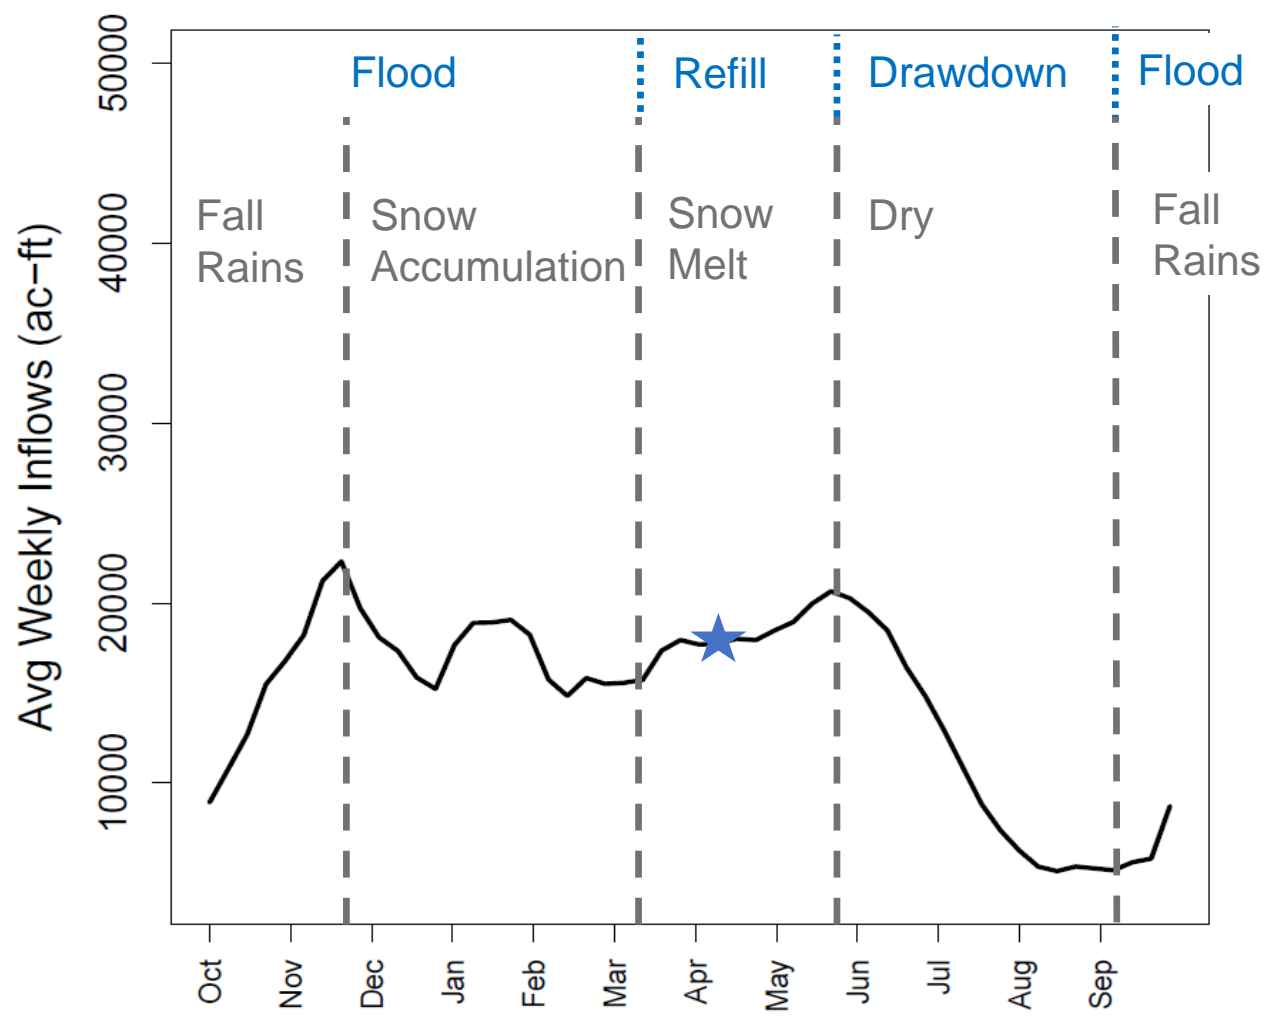 Flood
Refill
Drawdown
Flood
Fall
Rains
Snow
Accumulation
Snow
Melt
Dry
Fall
Rains
Avg Weekly Inflows (ac−ft)
50000
40000
30000
20000
10000
Oct
Nov
Dec
Jan
Feb
Mar
Apr
May
Jun
Jul
Aug
Sep